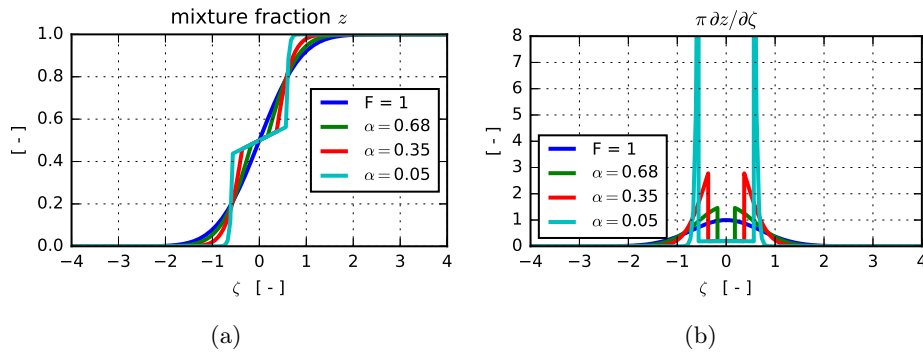 mixture fraction z
π ∂z/∂ζ
1.0
0.8
0.6
0.4
0.2
0.0
[ - ]
F = 1
α = 0.68
α = 0.35
α = 0.05
−4 −3 −2 −1 0 1 2 3 4
ζ [ - ]
(a)
8
7
6
5
4
3
2
1
0
[ - ]
F = 1
α = 0.68
α = 0.35
α = 0.05
−4 −3 −2 −1 0 1 2 3 4
ζ [ - ]
(b)